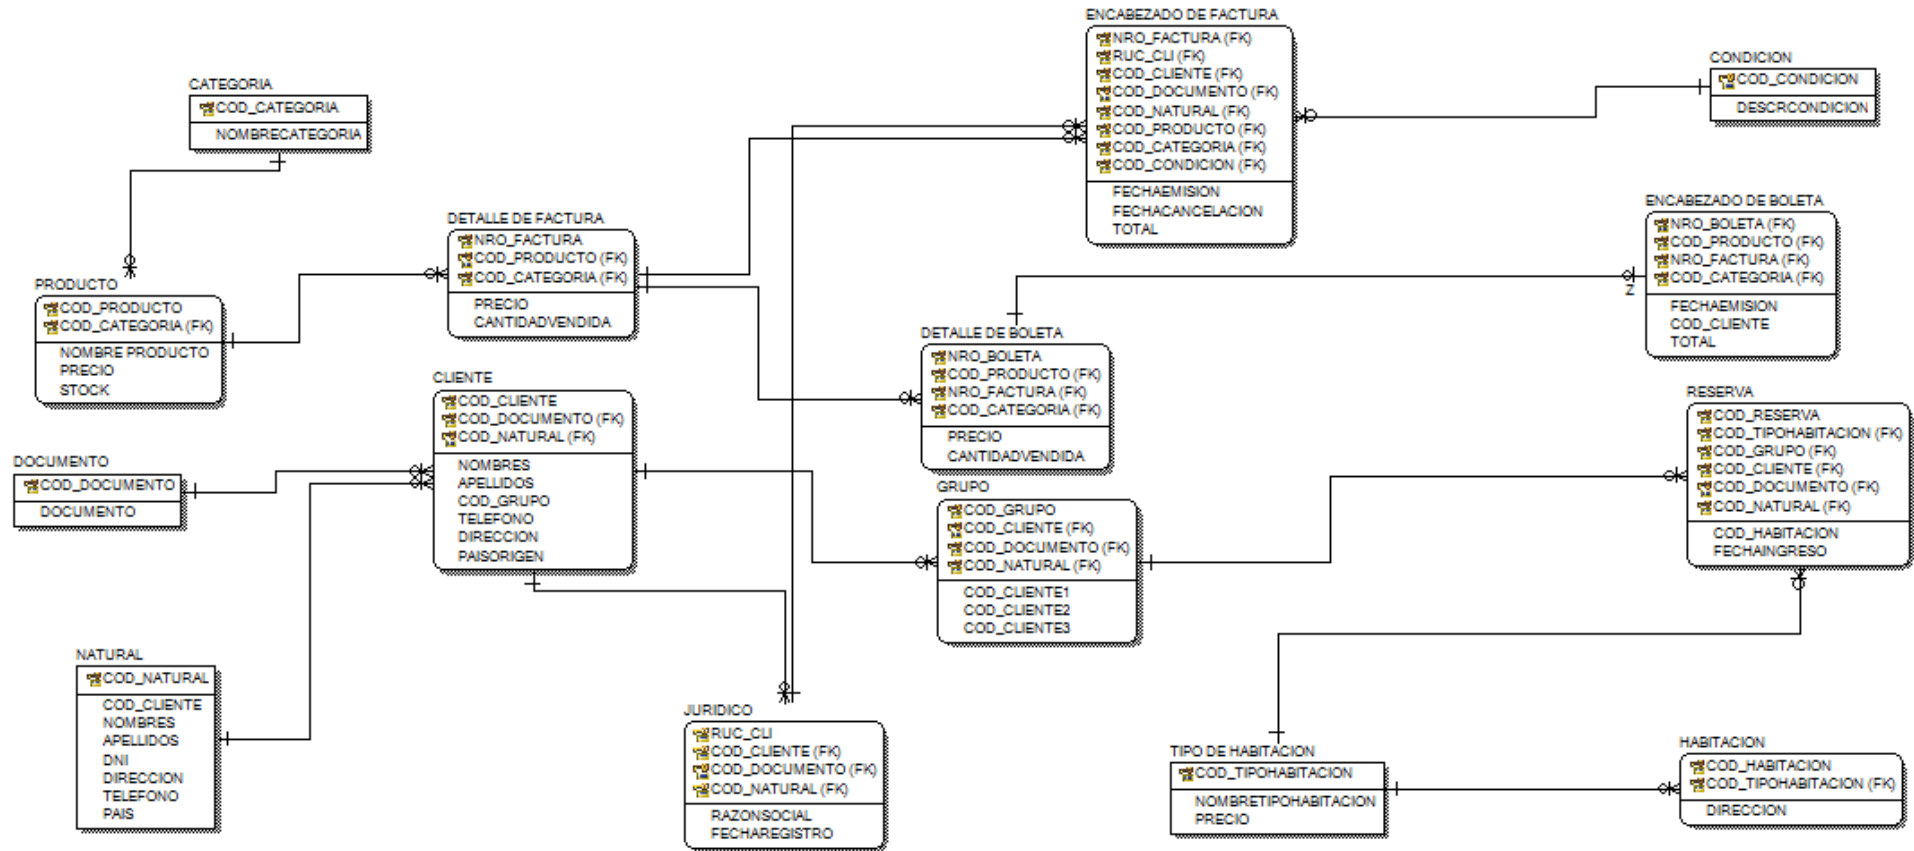 CATEGORIA
COD_CATEGORIA
NOMBRECATEGORIA
PRODUCTO
COD_PRODUCTO
COD_CATEGORIA (FK)
NOMBRE PRODUCTO
PRECIO
STOCK
DETALLE DE FACTURA
NRO_FACTURA
COD_PRODUCTO (FK)
COD_CATEGORIA (FK)
PRECIO
CANTIDADVENDIDA
ENCABEZADO DE FACTURA
NRO_FACTURA (FK)
RUC_CLI (FK)
COD_CLIENTE (FK)
COD_DOCUMENTO (FK)
COD_NATURAL (FK)
COD_PRODUCTO (FK)
COD_CATEGORIA (FK)
COD_CONDICION (FK)
FECHAEMISION
FECHACANCELACION
TOTAL
CONDICION
COD_CONDICION
DESCRCONDICION
ENCABEZADO DE BOLETA
NRO_BOLETA (FK)
COD_PRODUCTO (FK)
NRO_FACTURA (FK)
COD_CATEGORIA (FK)
FECHAEMISION
COD_CLIENTE
TOTAL
Z
DETALLE DE BOLETA
NRO_BOLETA
COD_PRODUCTO (FK)
NRO_FACTURA (FK)
COD_CATEGORIA (FK)
PRECIO
CANTIDADVENDIDA
CLIENTE
COD_CLIENTE
COD_DOCUMENTO (FK)
COD_NATURAL (FK)
NOMBRES
APELLIDOS
COD_GRUPO
TELEFONO
DIRECCION
PAISORIGEN
DOCUMENTO
COD_DOCUMENTO
DOCUMENTO
GRUPO
COD_GRUPO
COD_CLIENTE (FK)
COD_DOCUMENTO (FK)
COD_NATURAL (FK)
COD_CLIENTE1
COD_CLIENTE2
COD_CLIENTE3
RESERVA
COD_RESERVA
COD_TIPOHABITACION (FK)
COD_GRUPO (FK)
COD_CLIENTE (FK)
COD_DOCUMENTO (FK)
COD_NATURAL (FK)
COD_HABITACION
FECHAINGRESO
NATURAL
COD_NATURAL
COD_CLIENTE
NOMBRES
APELLIDOS
DNI
DIRECCION
TELEFONO
PAIS
JURIDICO
RUC_CLI
COD_CLIENTE (FK)
COD_DOCUMENTO (FK)
COD_NATURAL (FK)
RAZONSOCIAL
FECHAREGISTRO
TIPO DE HABITACION
COD_TIPOHABITACION
NOMBRETIPOHABITACION
PRECIO
HABITACION
COD_HABITACION
COD_TIPOHABITACION (FK)
DIRECCION